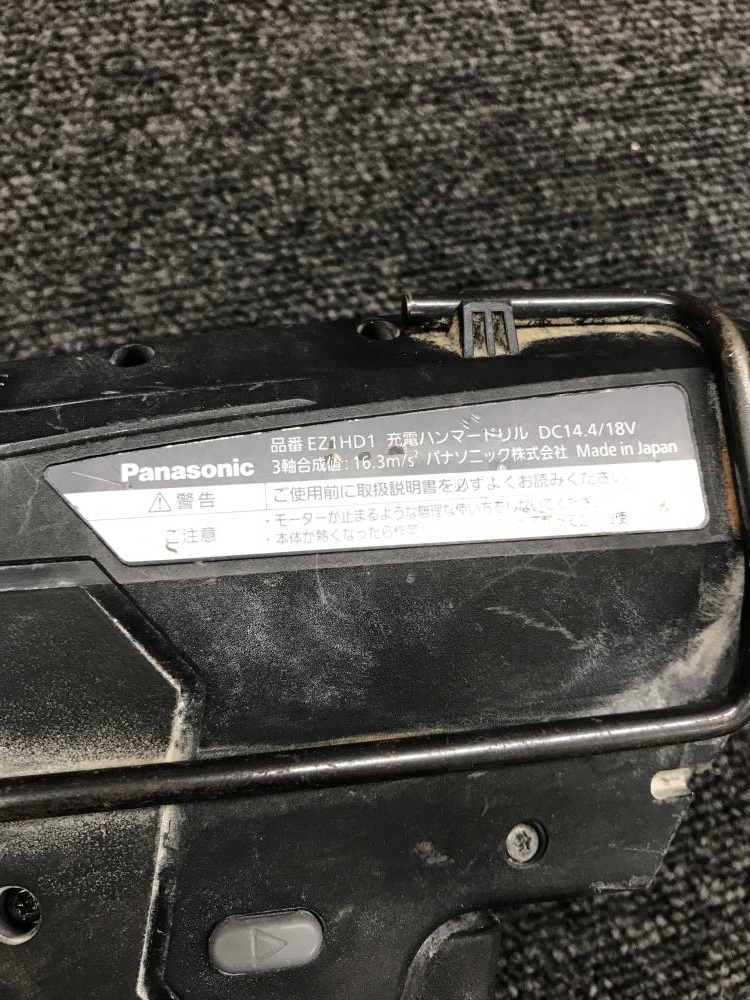 品番 EZ1HD1 充電ハンマードリル DC14.4/18V
Panasonic 3軸合成値:16.3m/s² パナソニック株式会社 Made in Japan
警告 ご使用前に取扱説明書を必ずよくお読みください
ご注意 ・モーターが止まるような無理な使い方をしないでください
・本体が熱くなったら作業